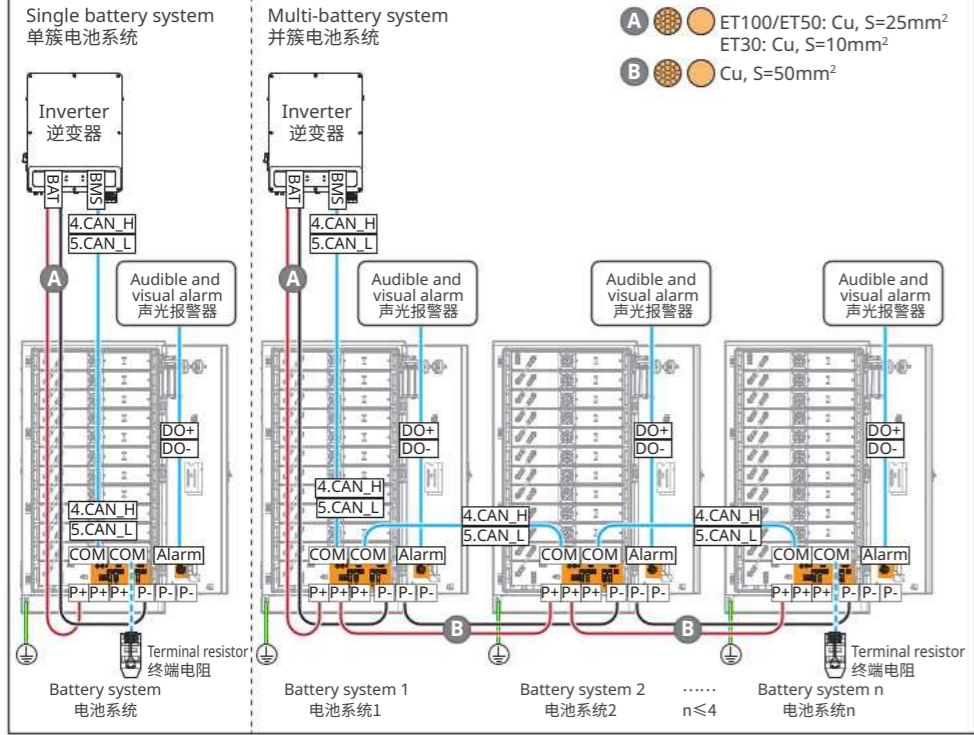 Single battery system
单簇电池系统
Multi-battery system
并簇电池系统
A ET100/ET50: Cu, S=25mm²
ET30: Cu, S=10mm²
B Cu, S=50mm²
Inverter
逆变器
BAT
BMS
4.CAN_H
5.CAN_L
A
Audible and
visual alarm
声光报警器
DO+
DO-
4.CAN_H
5.CAN_L
COM COM Alarm
P+ P+ P+ P- P- P-
Terminal resistor
终端电阻
Battery system
电池系统
Inverter
逆变器
BAT
BMS
4.CAN_H
5.CAN_L
A
Audible and
visual alarm
声光报警器
DO+
DO-
4.CAN_H
5.CAN_L
COM COM Alarm
P+ P+ P+ P- P- P-
Battery system 1
电池系统1
4.CAN_H
5.CAN_L
B
Audible and
visual alarm
声光报警器
DO+
DO-
COM COM Alarm
P+ P+ P+ P- P- P-
Battery system 2
电池系统2
4.CAN_H
5.CAN_L
B
……
n≤4
Audible and
visual alarm
声光报警器
DO+
DO-
COM COM Alarm
P+ P+ P+ P- P- P-
Terminal resistor
终端电阻
Battery system n
电池系统n